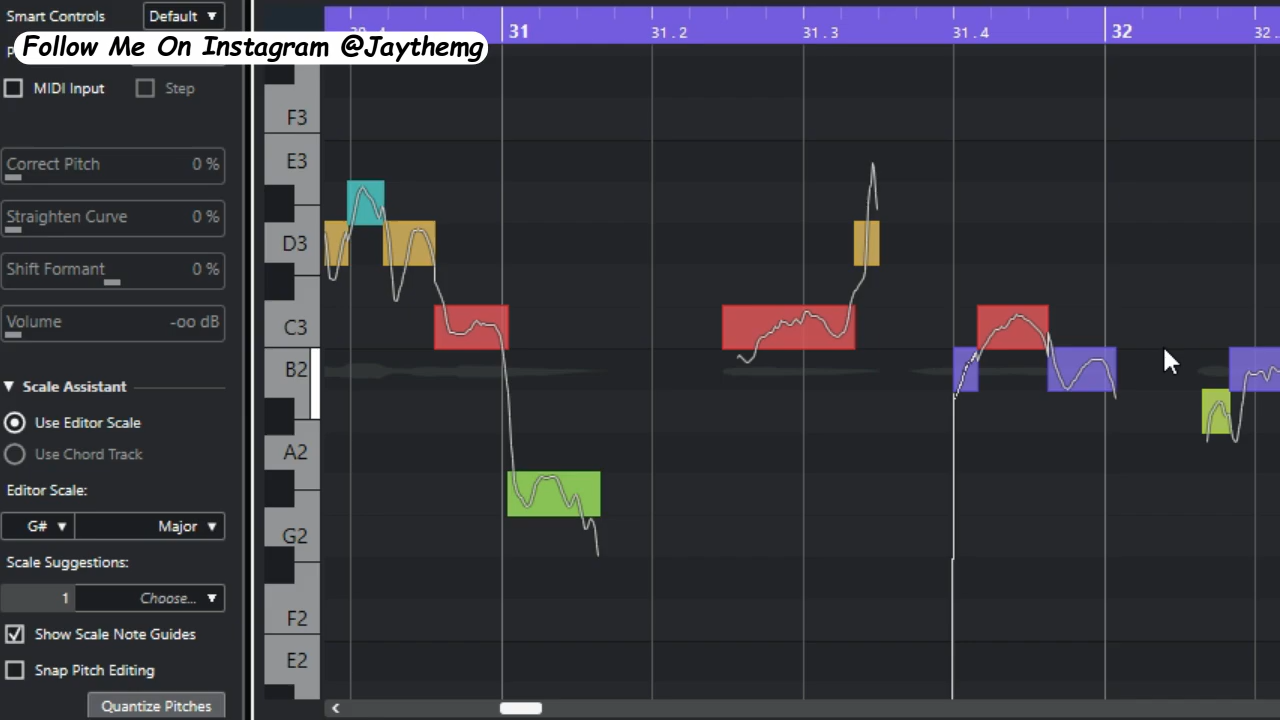 Smart Controls Default
Follow Me On Instagram @Jaythemg
MIDI Input Step
Correct Pitch 0 %
Straighten Curve 0 %
Shift Formant 0 %
Volume -oo dB
Scale Assistant
Use Editor Scale
Use Chord Track
Editor Scale:
G# Major
Scale Suggestions:
1 Choose...
Show Scale Note Guides
Snap Pitch Editing
Quantize Pitches
31 31.2 31.3 31.4 32
F3
E3
D3
C3
B2
A2
G2
F2
E2